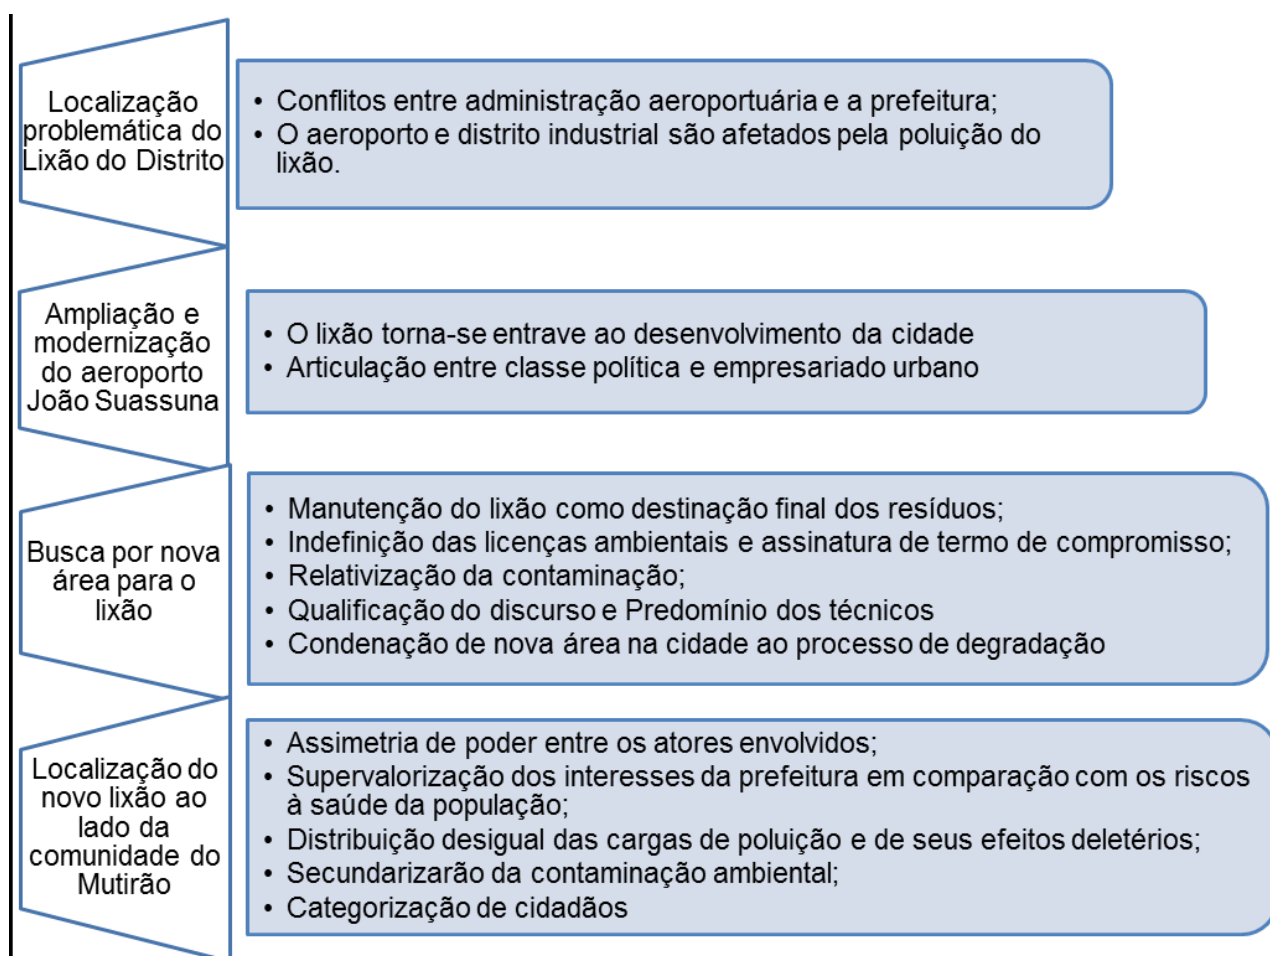 Localização
problemática do
Lixão do Distrito
• Conflitos entre administração aeroportuária e a prefeitura;
• O aeroporto e distrito industrial são afetados pela poluição do
lixão.
Ampliação e
modernização
do aeroporto
João Suassuna
• O lixão torna-se entrave ao desenvolvimento da cidade
• Articulação entre classe política e empresariado urbano
Busca por nova
área para o
lixão
• Manutenção do lixão como destinação final dos resíduos;
• Indefinição das licenças ambientais e assinatura de termo de compromisso;
• Relativização da contaminação;
• Qualificação do discurso e Predomínio dos técnicos
• Condenação de nova área na cidade ao processo de degradação
Localização do
novo lixão ao
lado da
comunidade do
Mutirão
• Assimetria de poder entre os atores envolvidos;
• Supervalorização dos interesses da prefeitura em comparação com os riscos
à saúde da população;
• Distribuição desigual das cargas de poluição e de seus efeitos deletérios;
• Secundarizarão da contaminação ambiental;
• Categorização de cidadãos